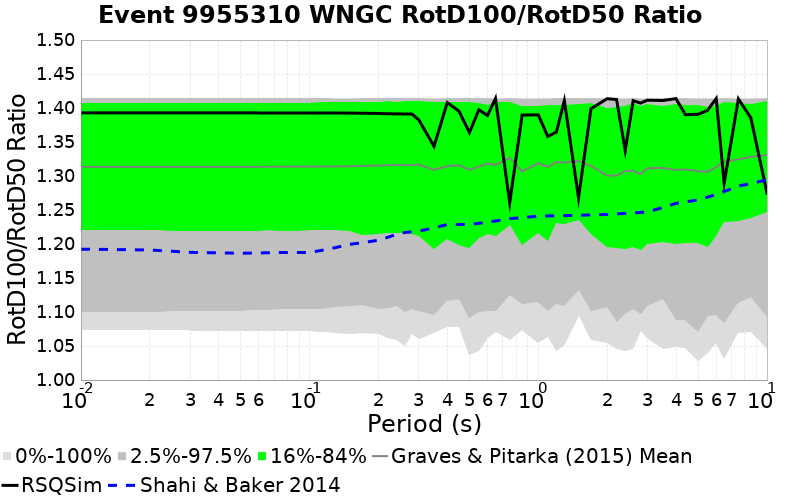 Event 9955310 WNGC RotD100/RotD50 Ratio
1.50
1.45
1.40
1.35
1.30
1.25
1.20
1.15
1.10
1.05
1.00
RotD100/RotD50 Ratio
10-2 2 3 4 5 6 10-1 2 3 4 5 6 7 100 2 3 4 5 6 7 101
Period (s)
0%-100% 2.5%-97.5% 16%-84% Graves & Pitarka (2015) Mean
RSQSim Shahi & Baker 2014